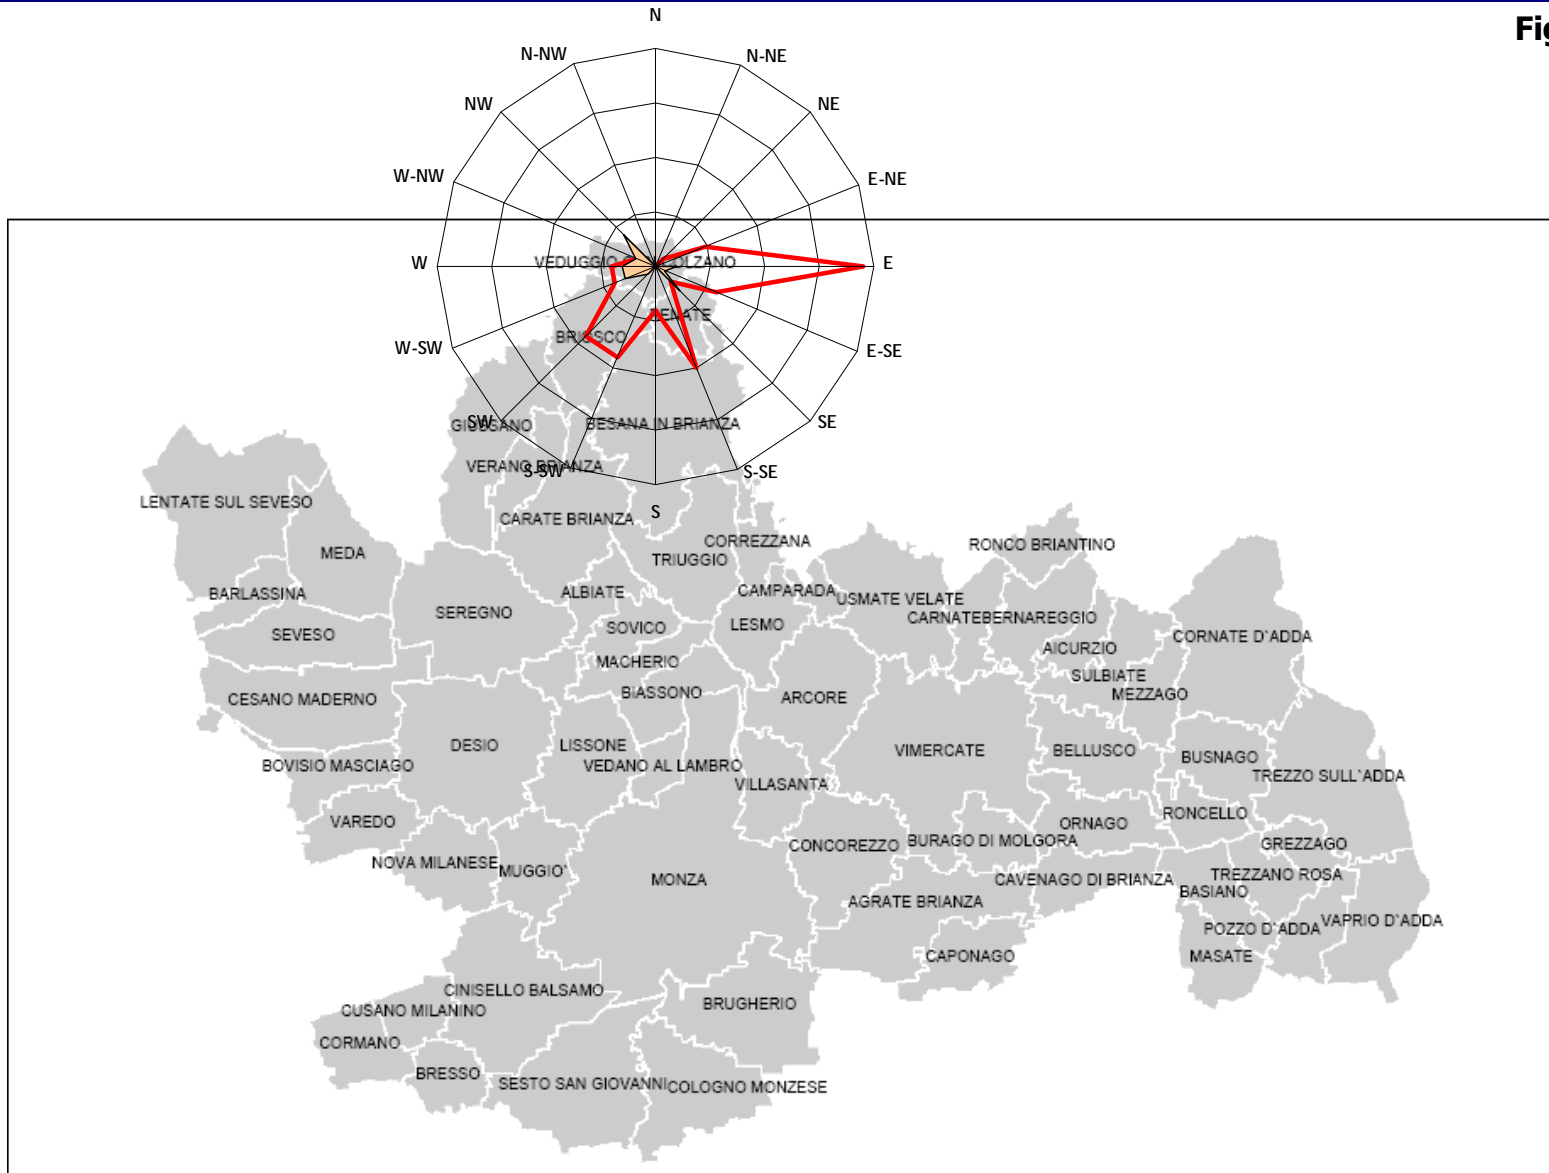 N
Fig
N-NW
N-NE
NW
NE
W-NW
E-NE
W
E
VEDUGGIO COLZANO
RENATE
BRIOSCO
W-SW
E-SE
SW
GIUSSANO
BESANA IN BRIANZA
SE
VERANO BRIANZA
S-SW
S-SE
LENTATE SUL SEVESO
S
CARATE BRIANZA
CORREZZANA
RONCO BRIANTINO
MEDA
TRIUGGIO
BARLASSINA
ALBIATE
CAMPARADA
USMATE VELATE
SEREGNO
CARNATE
BERNAREGGIO
SEVESO
SOVICO
LESMO
CORNATE D'ADDA
AICURZIO
MACHERIO
SULBIATE
CESANO MADERNO
BIASSONO
ARCORE
MEZZAGO
DESIO
LISSONE
VIMERCATE
BELLUSCO
BUSNAGO
BOVISIO MASCIAGO
VEDANO AL LAMBRO
TREZZO SULL'ADDA
VILLASANTA
VAREDO
ORNAGO
RONCELLO
CONCOREZZO
BURAGO DI MOLGORA
GREZZAGO
NOVA MILANESE
MUGGIO'
MONZA
CAVENAGO DI BRIANZA
TREZZANO ROSA
BASIANO
AGRATE BRIANZA
POZZO D'ADDA
VAPRIO D'ADDA
CAPONAGO
MASATE
CINISELLO BALSAMO
BRUGHERIO
CUSANO MILANINO
CORMANO
BRESSO
SESTO SAN GIOVANNI
COLOGNO MONZESE